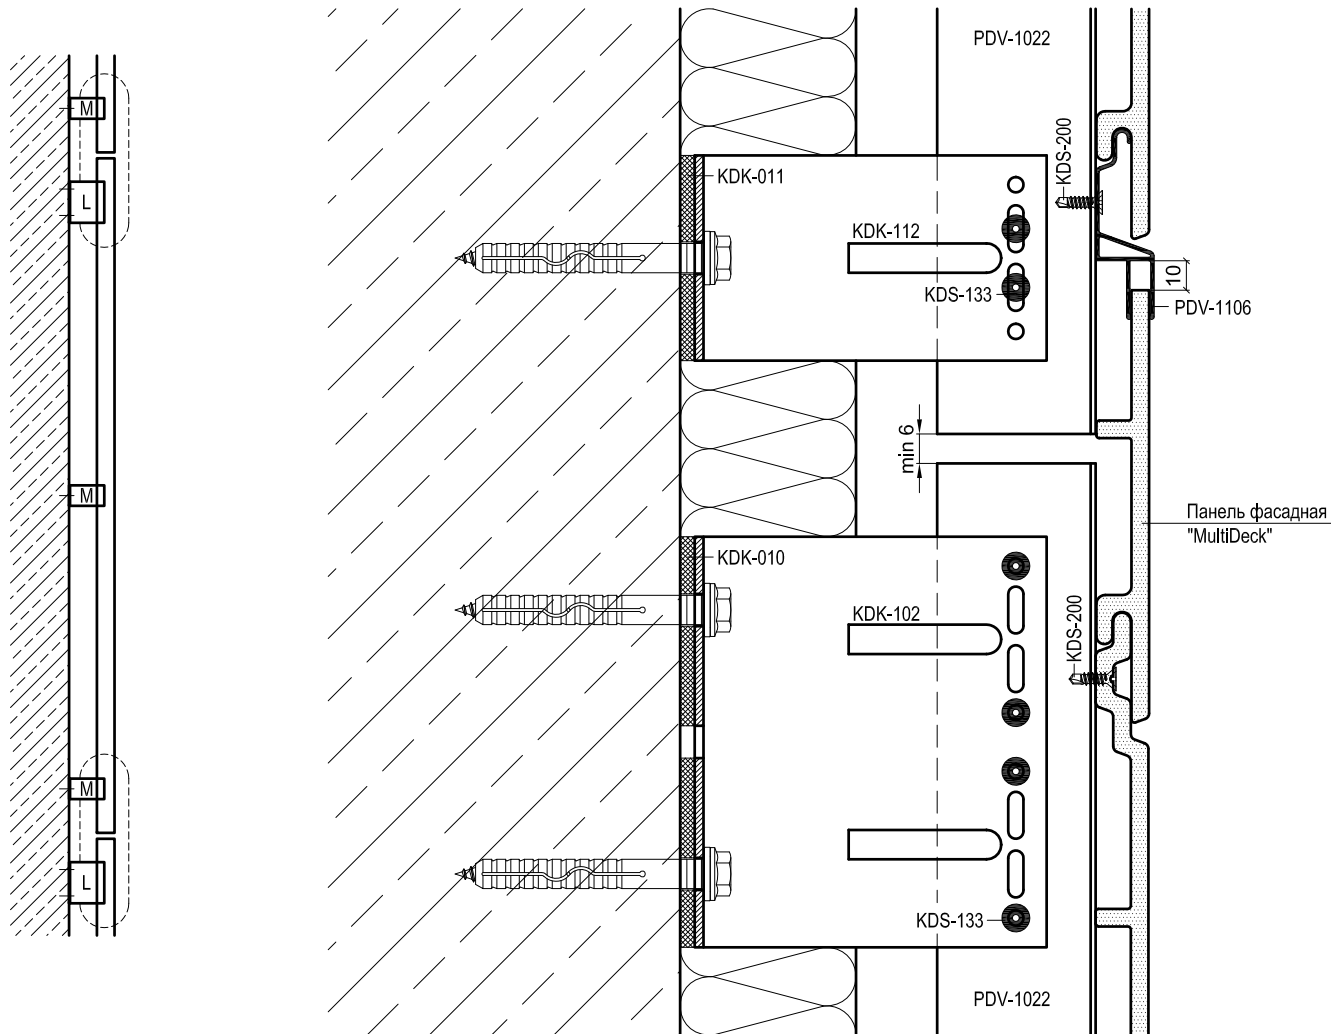 M
L
M
M
L
PDV-1022
KDS-200
KDK-011
KDK-112
KDS-133
10
PDV-1106
min 6
Панель фасадная
"MultiDeck"
KDK-010
KDK-102
KDS-200
KDS-133
PDV-1022